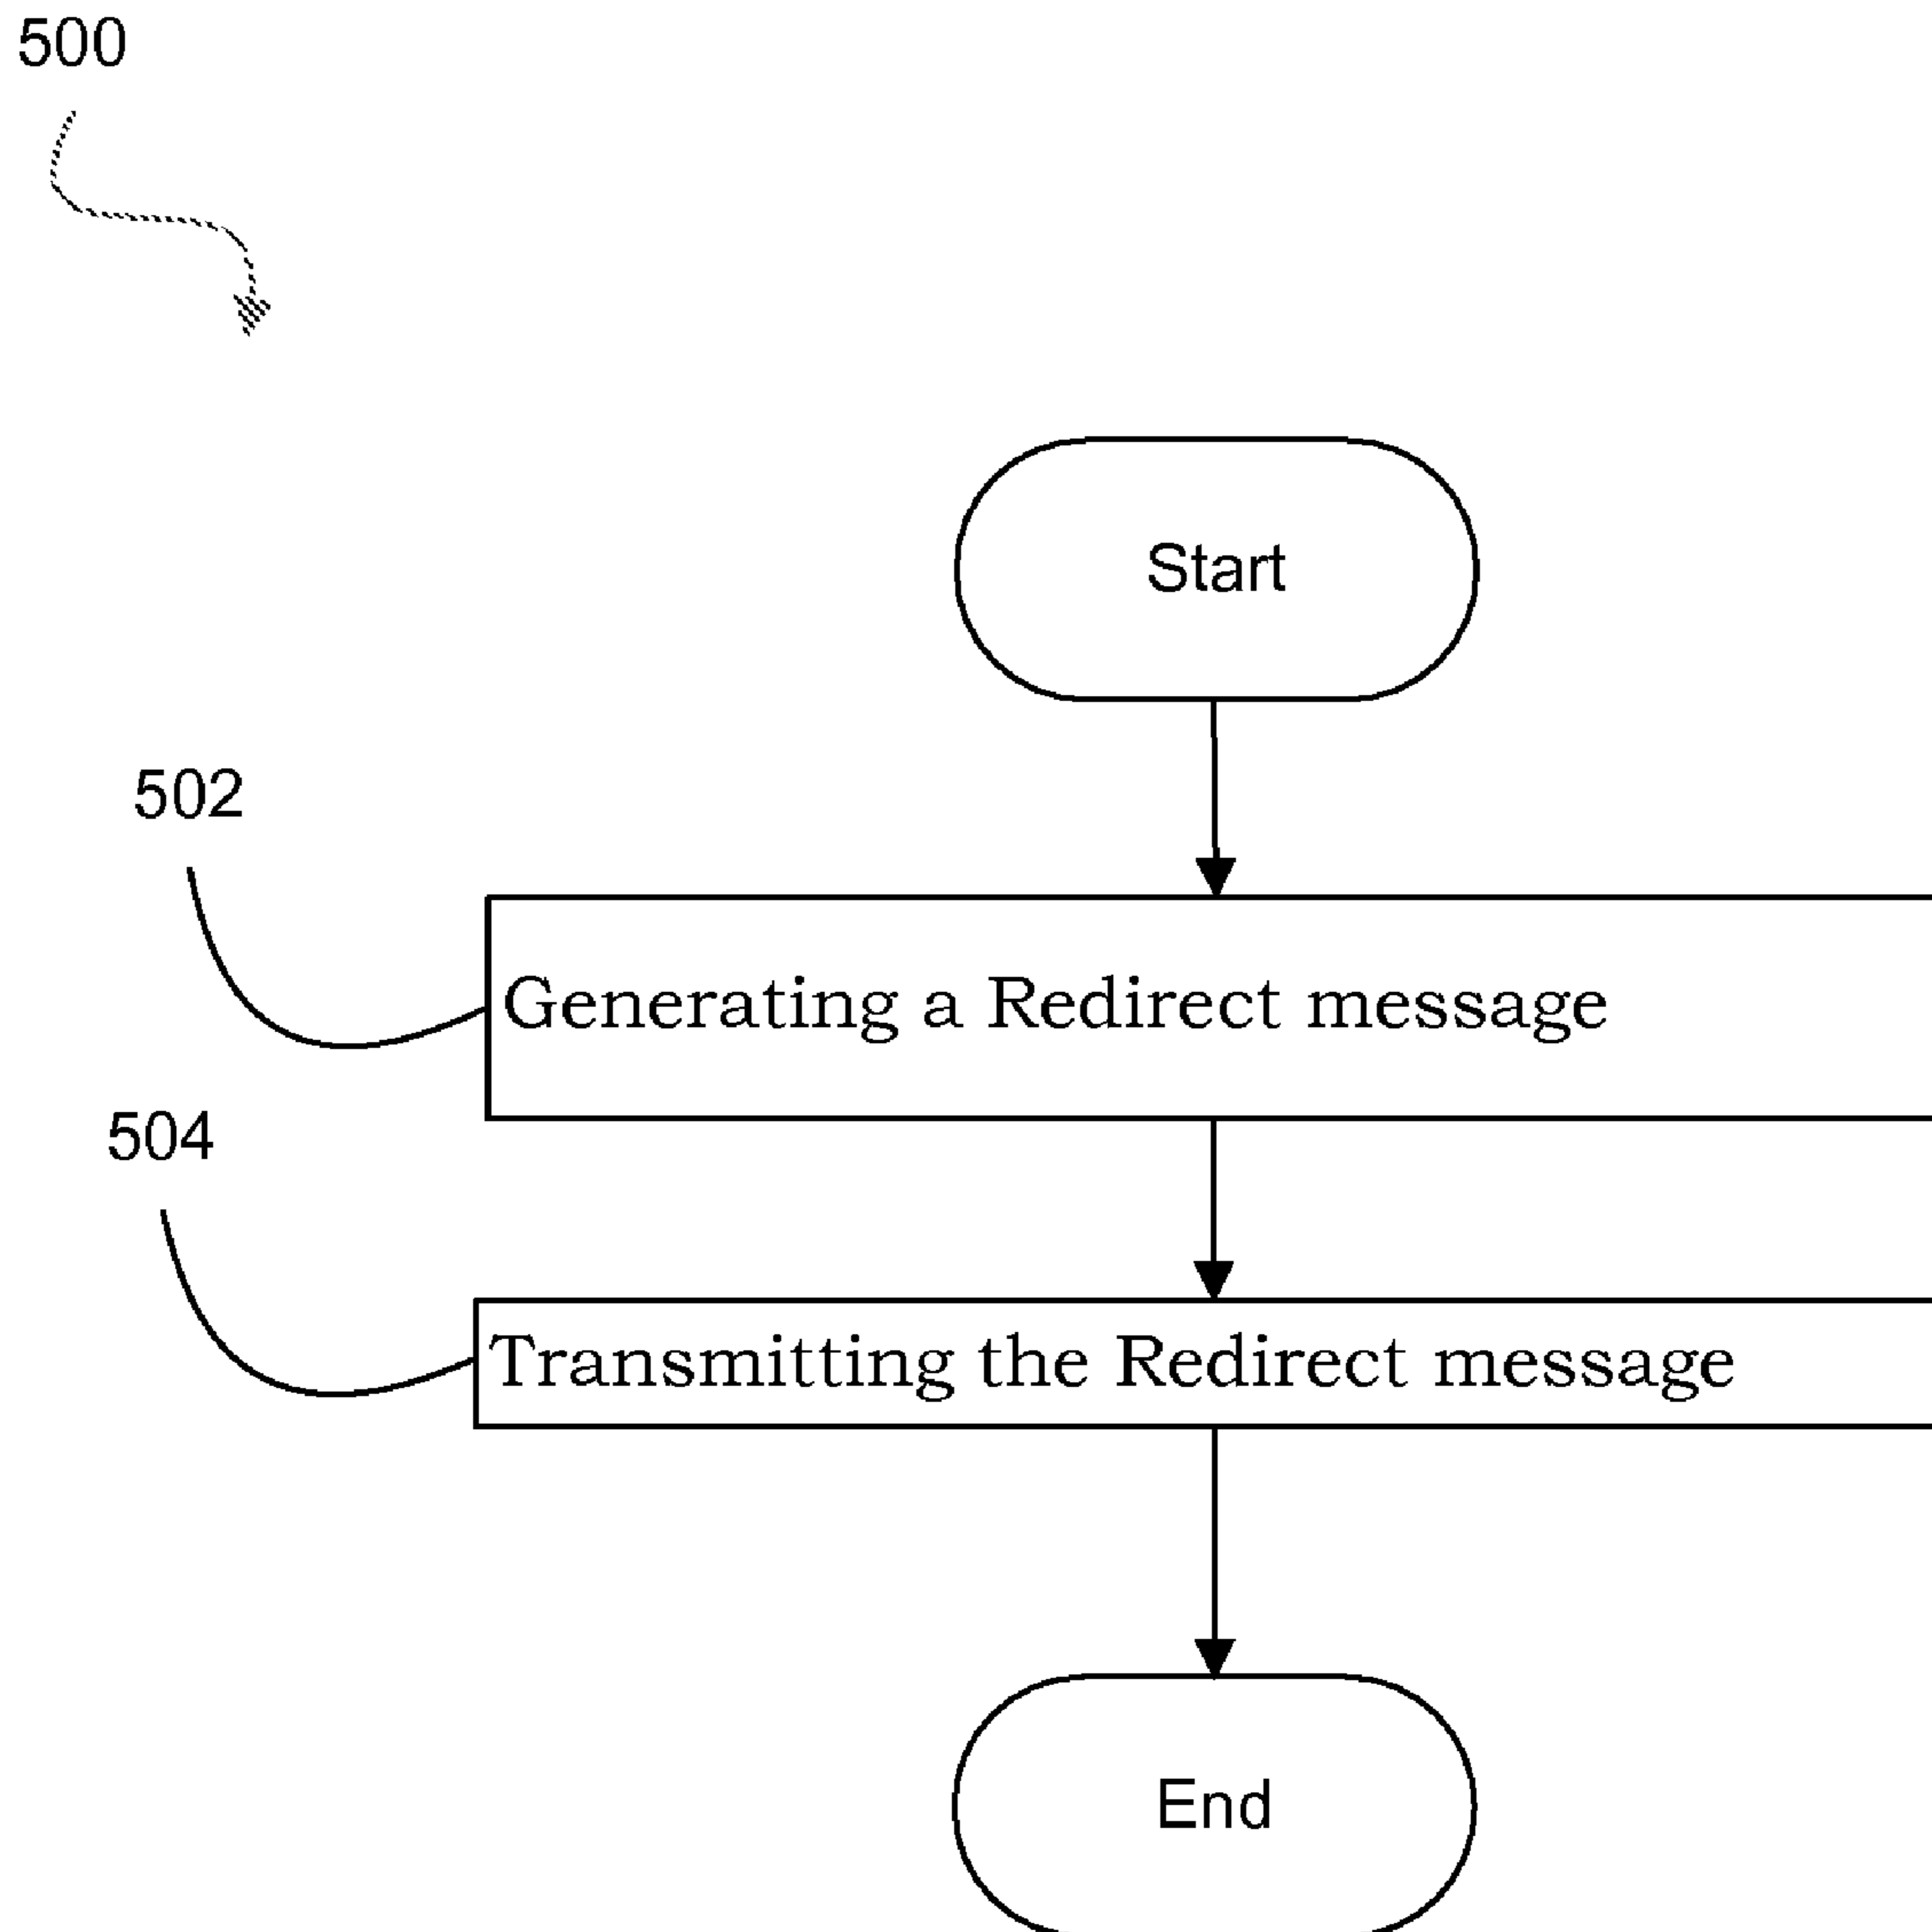 500
Start
502
Generating a Redirect message
504
Transmitting the Redirect message
End